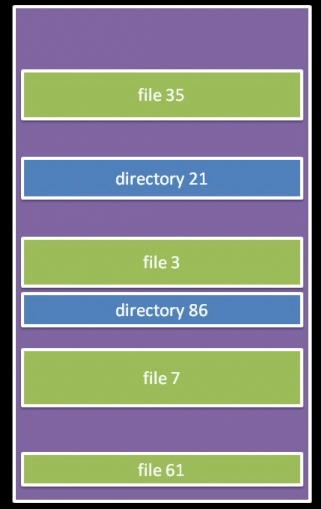 file 35
directory 21
file 3
directory 86
file 7
file 61